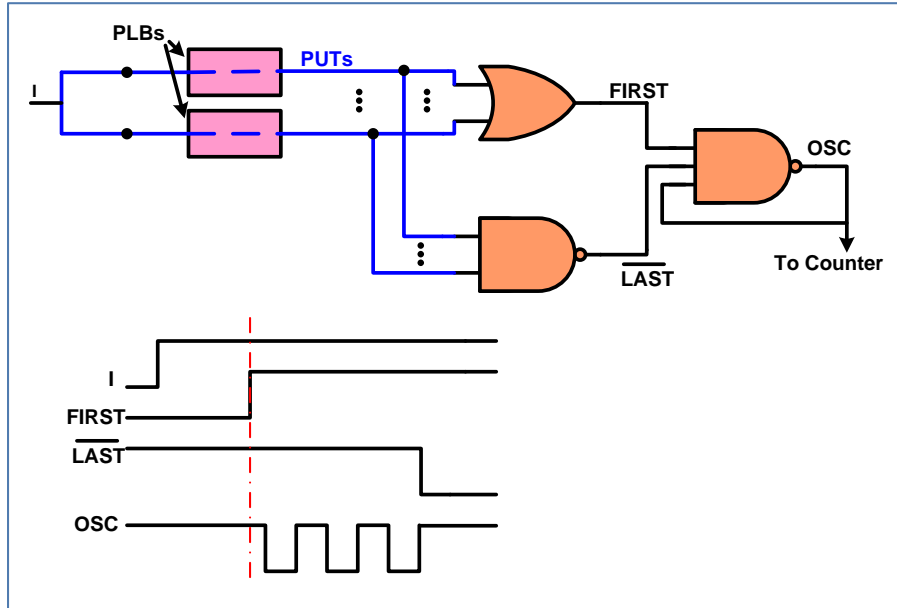 PLBs
PUTs
I
FIRST
OSC
LAST
To Counter
I
FIRST
LAST
OSC